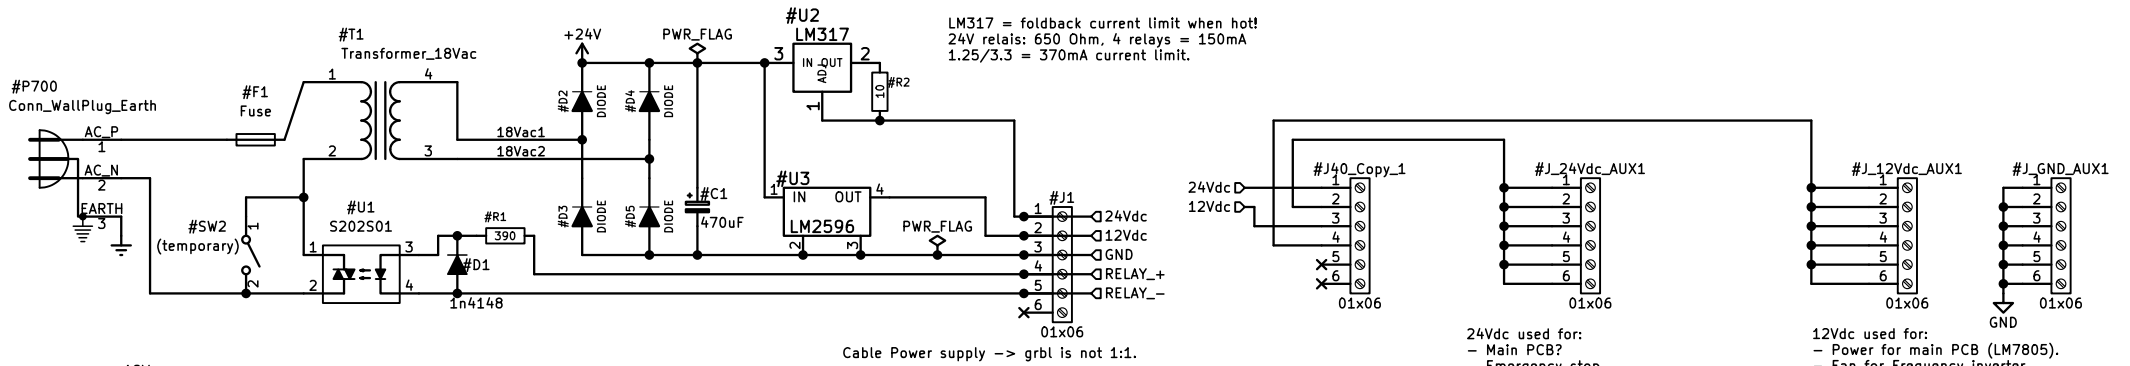 #U2
LM317
3
IN OUT
2
ADJ
1
LM317 = foldback current limit when hot!
24V relais: 650 Ohm, 4 relays = 150mA
1.25/3.3 = 370mA current limit.
#T1
Transformer_18Vac
1
2
4
3
+24V
PWR_FLAG
#P700
Conn_WallPlug_Earth
#F1
Fuse
AC_P
1
AC_N
2
EARTH
3
#D2
DIODE
#D4
DIODE
#R2
10
18Vac1
18Vac2
#D3
DIODE
#D5
DIODE
#C1
+
470uF
#U3
1
IN
OUT
4
LM2596
2
3
PWR_FLAG
#SW2
(temporary)
1
2
#U1
S202S01
1
2
3
4
#R1
390
#D1
1n4148
#J1
1
24Vdc
2
12Vdc
3
GND
4
RELAY_+
5
RELAY_-
6
01x06
Cable Power supply -> grbl is not 1:1.
24Vdc
12Vdc
#J40_Copy_1
1
2
3
4
5
6
01x06
#J_24Vdc_AUX1
1
2
3
4
5
6
01x06
24Vdc used for:
- Main PCB?
#J_12Vdc_AUX1
1
2
3
4
5
6
01x06
12Vdc used for:
- Power for main PCB (LM7805).
#J_GND_AUX1
1
2
3
4
5
6
01x06
GND